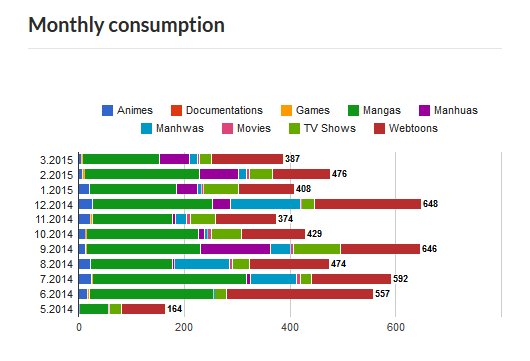 Monthly consumption
Animes Documentations Games Mangas Manhuas
Manhwas Movies TV Shows Webtoons
3.2015 387
2.2015 476
1.2015 408
12.2014 648
11.2014 374
10.2014 429
9.2014 646
8.2014 474
7.2014 592
6.2014 557
5.2014 164
0 200 400 600